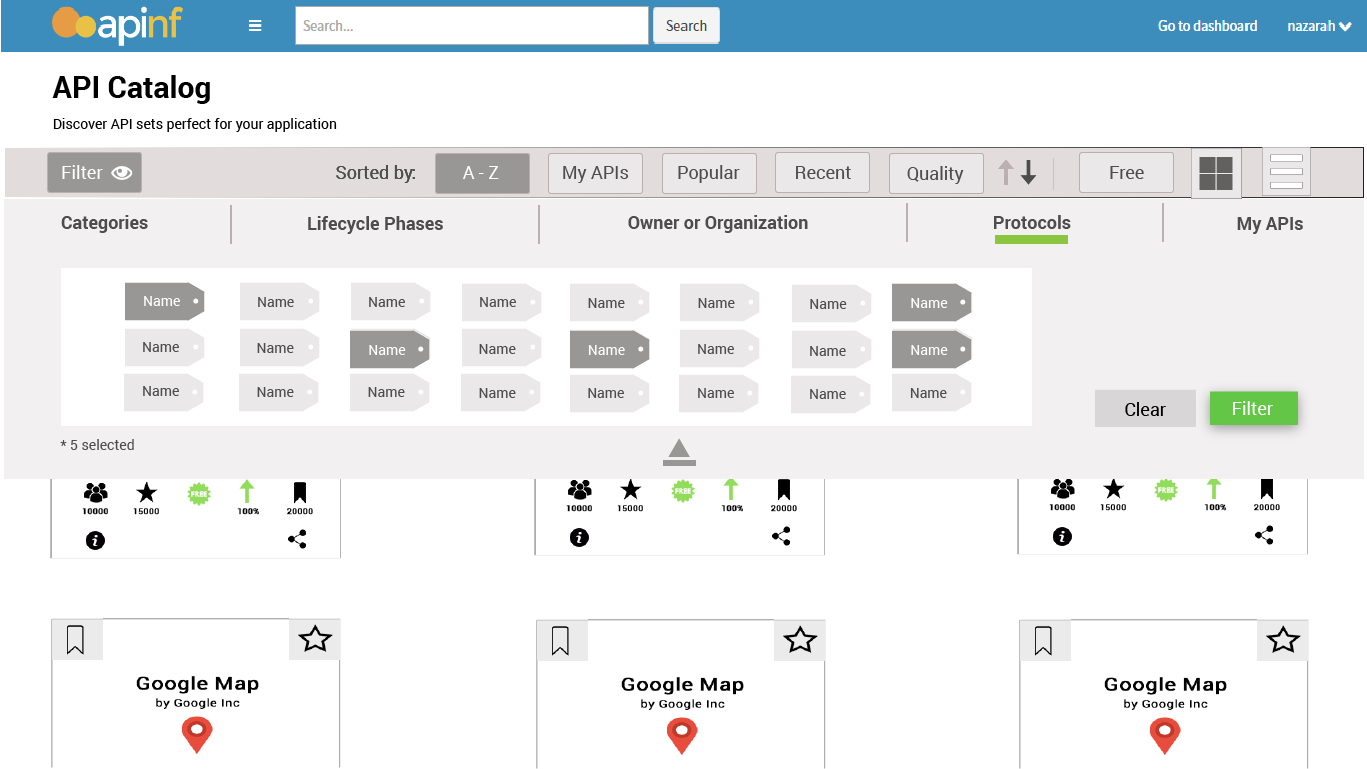 apinf
Search...
Search
Go to dashboard
nazarah
API Catalog
Discover API sets perfect for your application
Filter
Sorted by:
A - Z
My APIs
Popular
Recent
Quality
Free
Categories
Lifecycle Phases
Owner or Organization
Protocols
My APIs
Name Name Name Name Name Name Name Name
Name Name Name Name Name Name Name Name
Name Name Name Name Name Name Name Name
Clear
Filter
* 5 selected
FREE FREE FREE
10000 15000 100% 20000
10000 15000 100% 20000
10000 15000 100% 20000
i i i
Google Map
by Google Inc
Google Map
by Google Inc
Google Map
by Google Inc